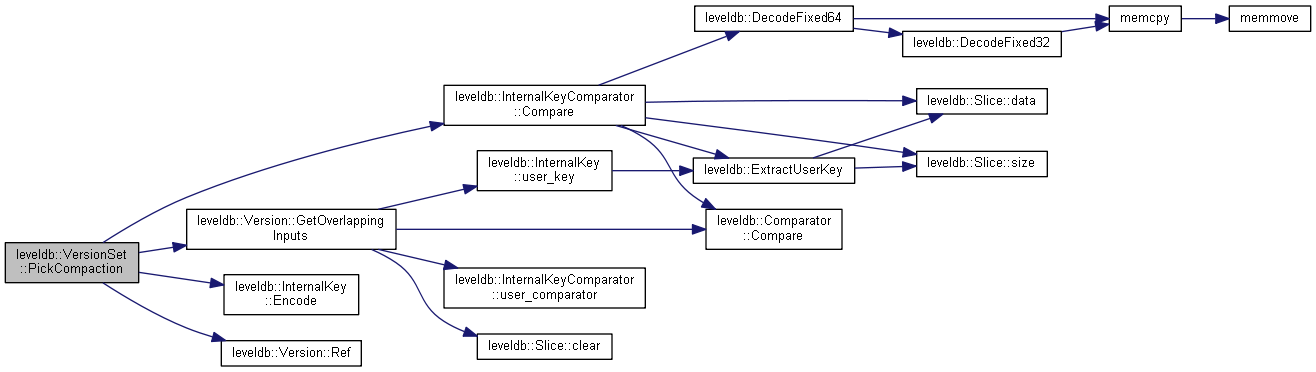 leveldb::VersionSet
::PickCompaction
leveldb::InternalKeyComparator
::Compare
leveldb::DecodeFixed64
leveldb::DecodeFixed32
memcpy
memmove
leveldb::Slice::data
leveldb::Slice::size
leveldb::ExtractUserKey
leveldb::Comparator
::Compare
leveldb::Version::GetOverlapping
Inputs
leveldb::InternalKey
::user_key
leveldb::InternalKeyComparator
::user_comparator
leveldb::Slice::clear
leveldb::InternalKey
::Encode
leveldb::Version::Ref